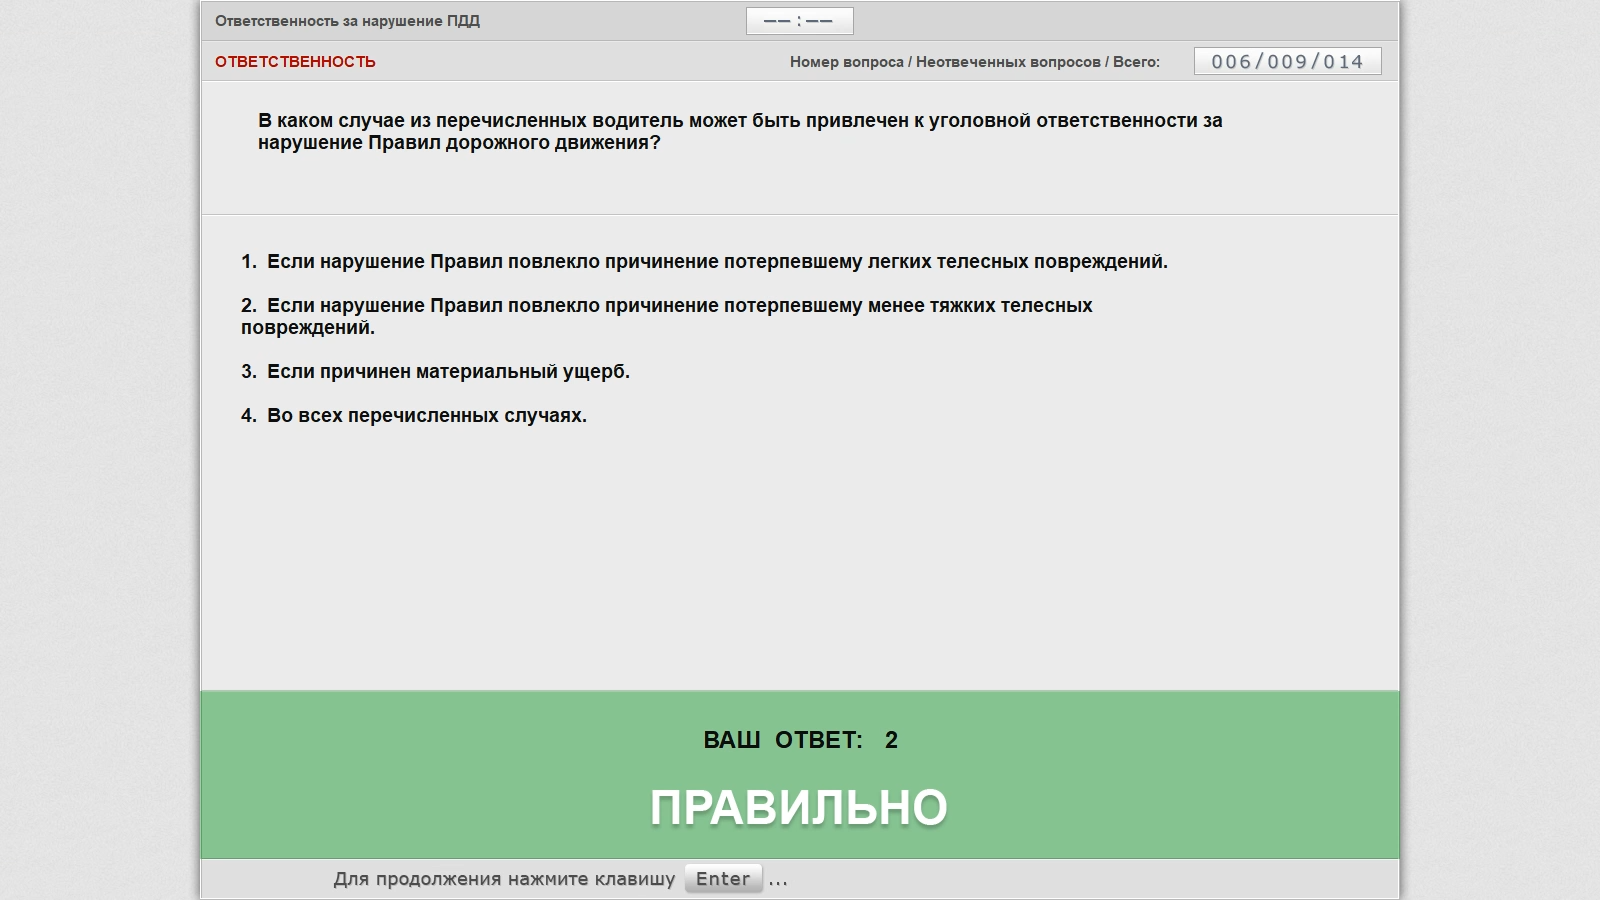 Ответственность за нарушение ПДД
——:——
ОТВЕТСТВЕННОСТЬ
Номер вопроса / Неотвеченных вопросов / Всего:
006/009/014
В каком случае из перечисленных водитель может быть привлечен к уголовной ответственности за
нарушение Правил дорожного движения?
1. Если нарушение Правил повлекло причинение потерпевшему легких телесных повреждений.
2. Если нарушение Правил повлекло причинение потерпевшему менее тяжких телесных
повреждений.
3. Если причинен материальный ущерб.
4. Во всех перечисленных случаях.
ВАШ ОТВЕТ: 2
ПРАВИЛЬНО
Для продолжения нажмите клавишу Enter ...